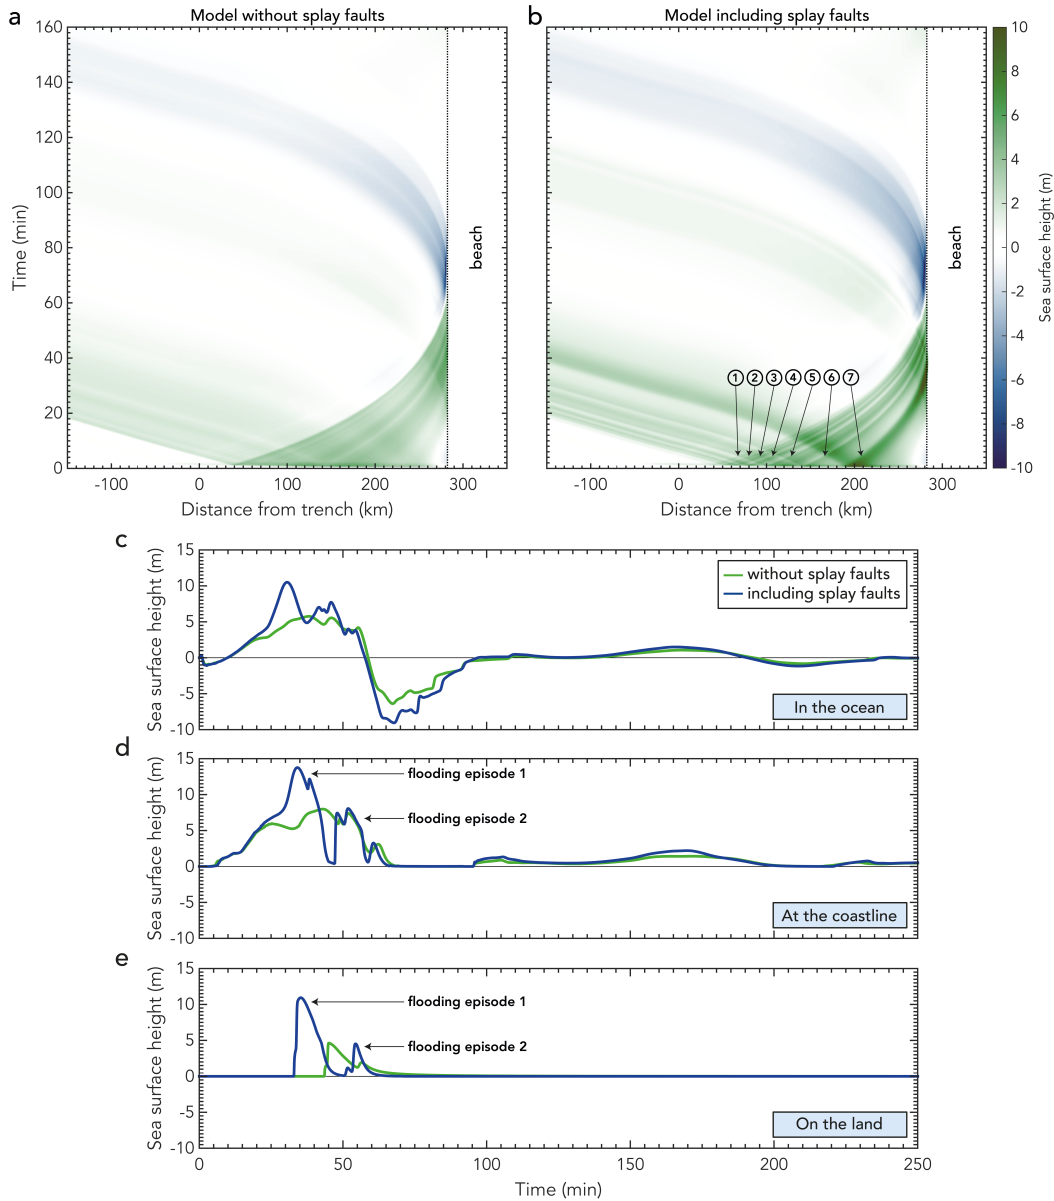 a
Model without splay faults
b
Model including splay faults
160
140
120
100
80
60
40
20
0
Time (min)
-100
0
100
200
300
Distance from trench (km)
beach
① ② ③ ④ ⑤ ⑥ ⑦
-100
0
100
200
300
Distance from trench (km)
beach
10
8
6
4
2
0
-2
-4
-6
-8
-10
Sea surface height (m)
c
15
10
5
0
-5
-10
Sea surface height (m)
without splay faults
including splay faults
In the ocean
d
15
10
5
0
-5
-10
Sea surface height (m)
flooding episode 1
flooding episode 2
At the coastline
e
15
10
5
0
-5
-10
Sea surface height (m)
flooding episode 1
flooding episode 2
On the land
0
50
100
150
200
250
Time (min)